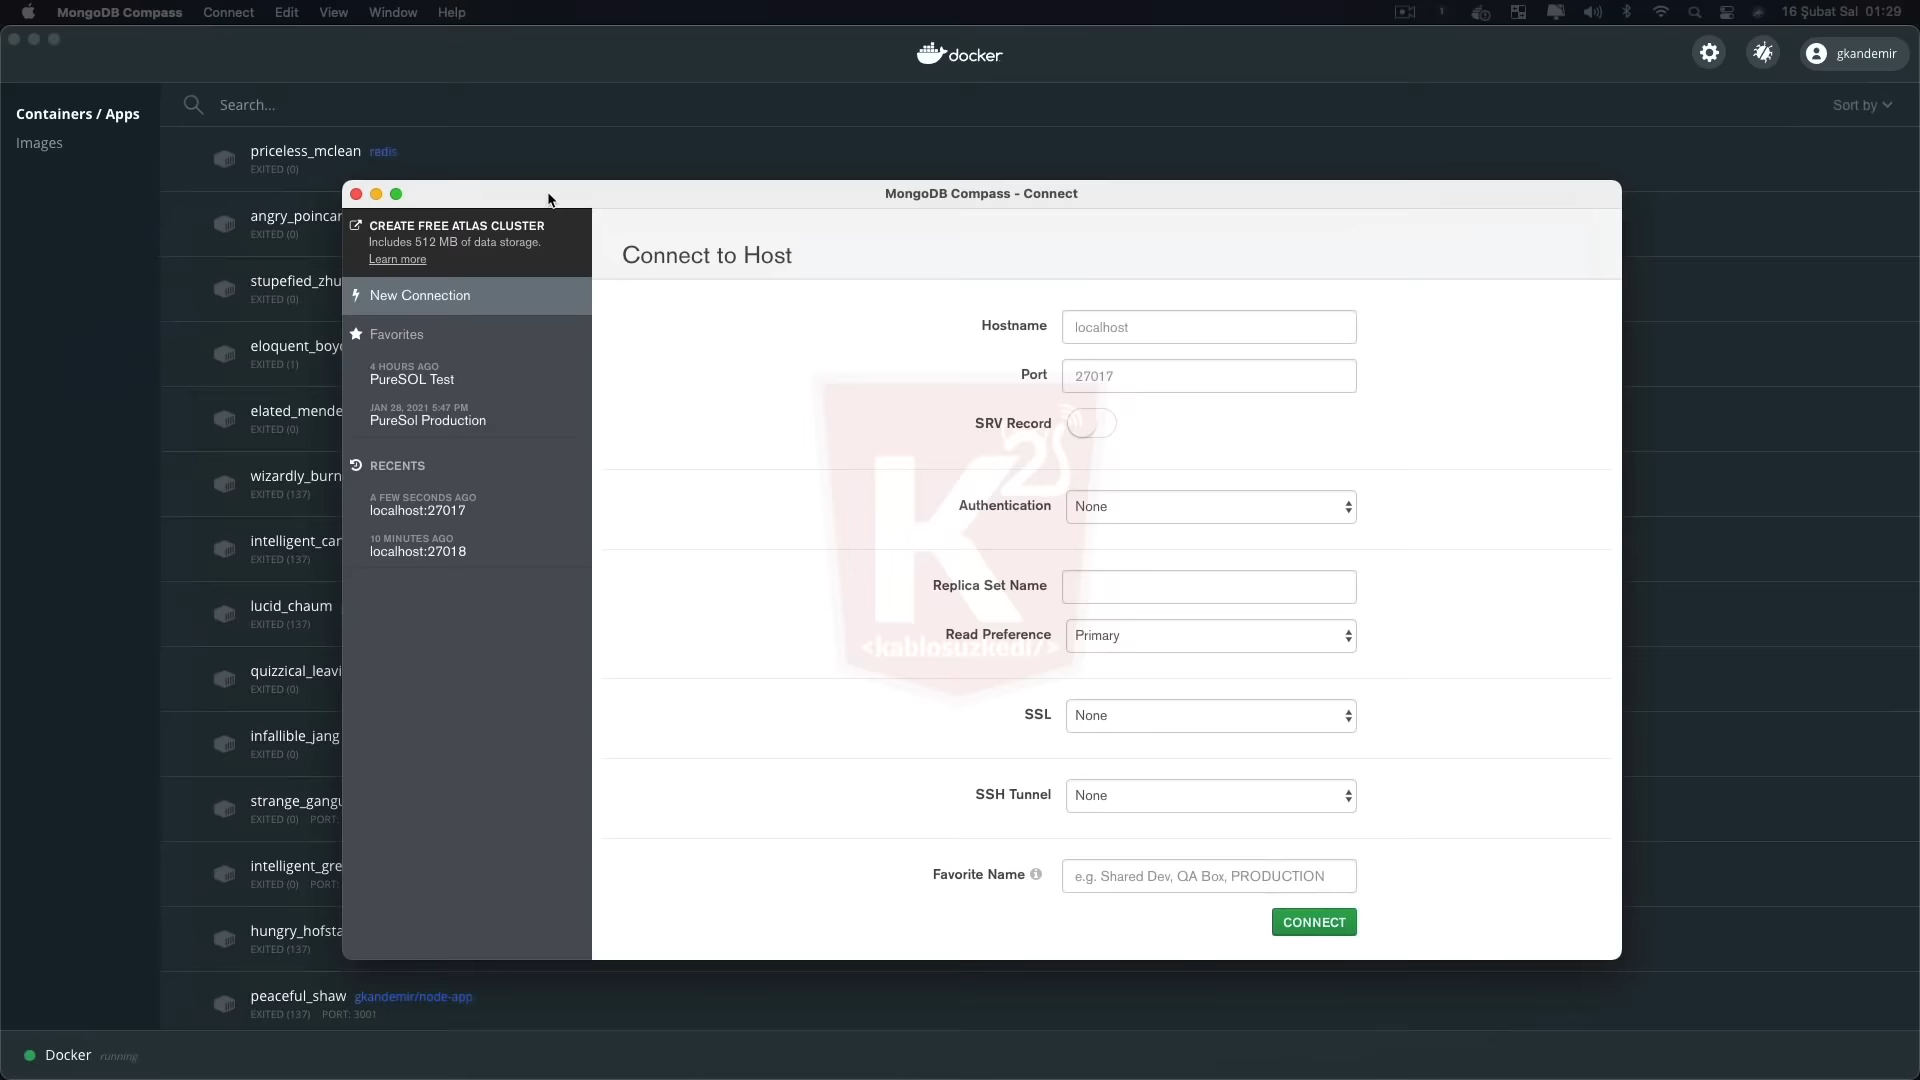 MongoDB Compass Connect Edit View Window Help
16 Şubat Sal 01:29
docker
gkandemir
Containers / Apps
Images
Search...
Sort by
priceless_mclean redis
EXITED (0)
angry_poincar
EXITED (0)
stupefied_zhu
EXITED (0)
eloquent_boy
EXITED (1)
elated_mende
EXITED (0)
wizardly_burn
EXITED (137)
intelligent_car
EXITED (137)
lucid_chaum
EXITED (137)
quizzical_leavi
EXITED (0)
infallible_jang
EXITED (0)
strange_gangu
EXITED (0) PORT:
intelligent_gre
EXITED (0) PORT:
hungry_hofsta
EXITED (137)
peaceful_shaw gkandemir/node-app
EXITED (137) PORT: 3001
Docker running
MongoDB Compass - Connect
CREATE FREE ATLAS CLUSTER
Includes 512 MB of data storage.
Learn more
New Connection
Favorites
4 HOURS AGO
PureSOL Test
JAN 28, 2021 5:47 PM
PureSol Production
RECENTS
A FEW SECONDS AGO
localhost:27017
10 MINUTES AGO
localhost:27018
Connect to Host
Hostname localhost
Port 27017
SRV Record
Authentication None
Replica Set Name
Read Preference Primary
SSL None
SSH Tunnel None
Favorite Name e.g. Shared Dev, QA Box, PRODUCTION
CONNECT
K
<kablosuzkedi/>